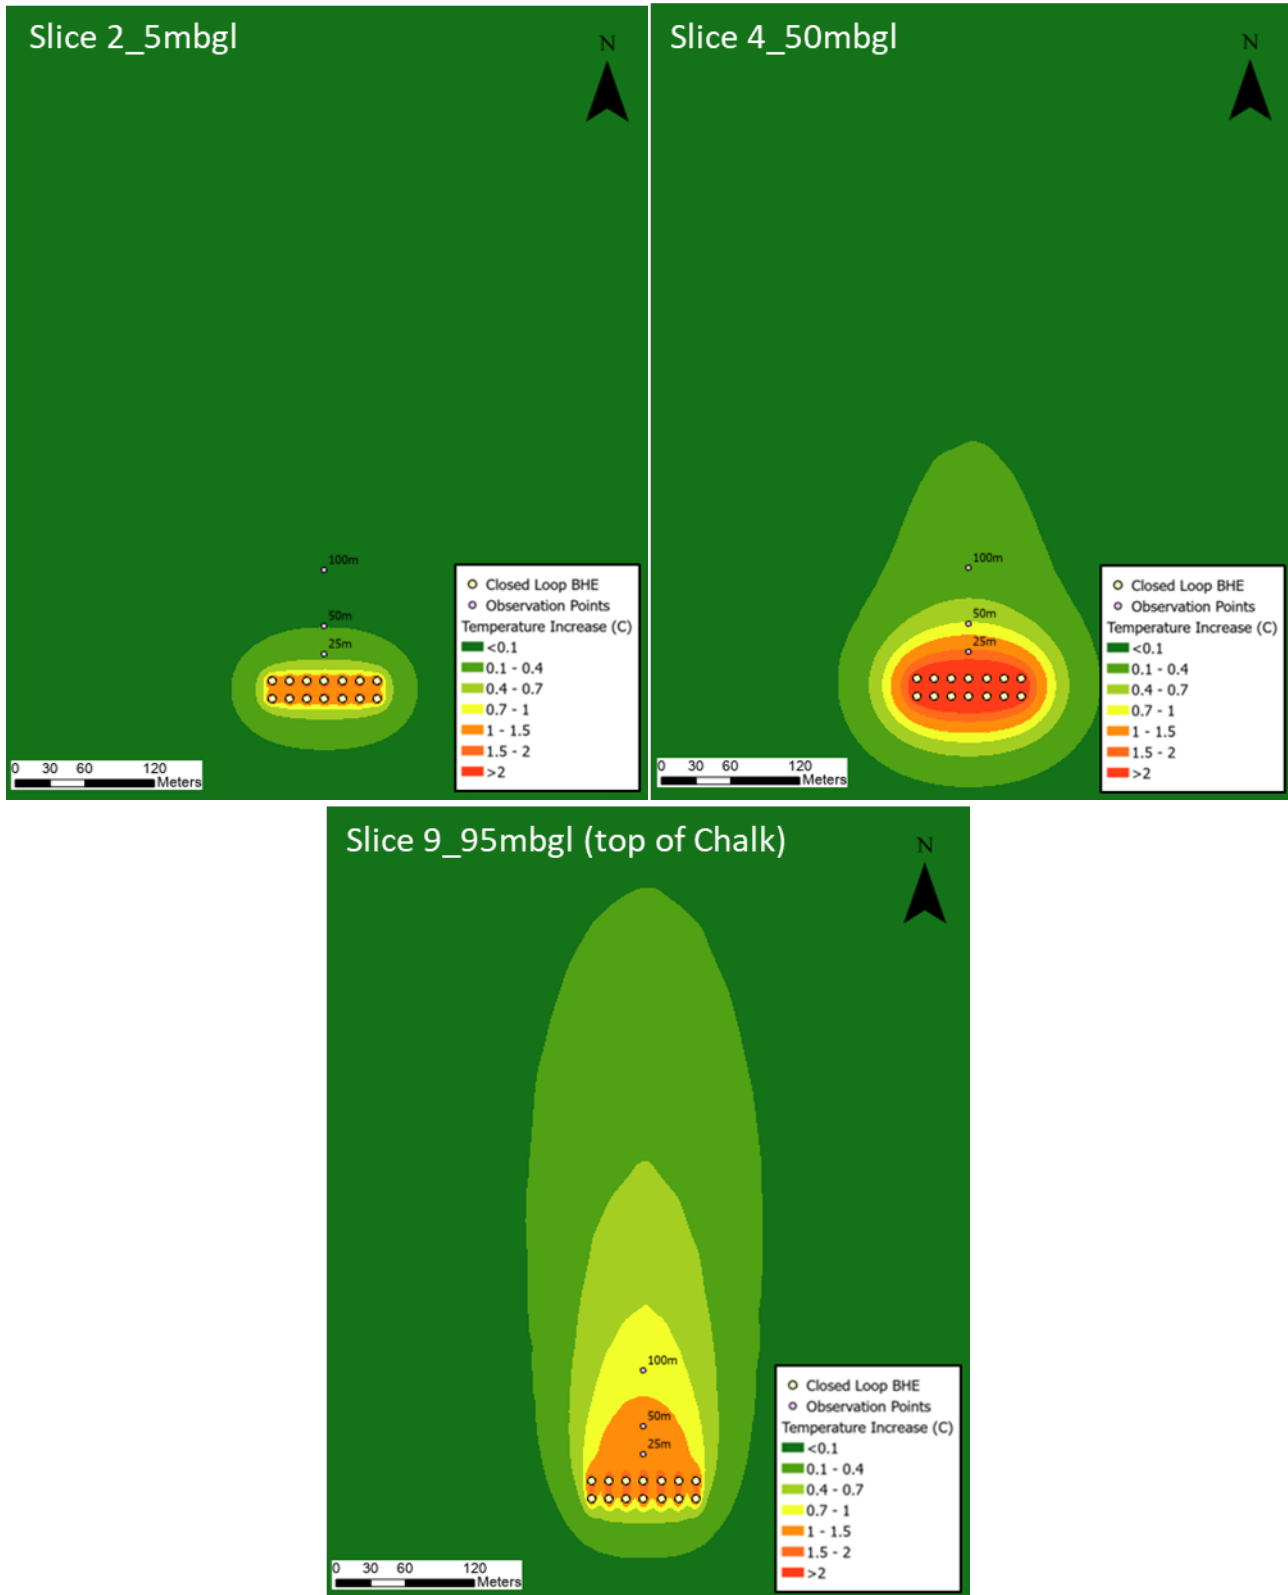 Slice 2_5mbgl
N
100m
50m
25m
Closed Loop BHE
Observation Points
Temperature Increase (C)
<0.1
0.1 - 0.4
0.4 - 0.7
0.7 - 1
1 - 1.5
1.5 - 2
>2
0 30 60 120
Meters
Slice 4_50mbgl
N
100m
50m
25m
Closed Loop BHE
Observation Points
Temperature Increase (C)
<0.1
0.1 - 0.4
0.4 - 0.7
0.7 - 1
1 - 1.5
1.5 - 2
>2
0 30 60 120
Meters
Slice 9_95mbgl (top of Chalk)
N
100m
50m
25m
Closed Loop BHE
Observation Points
Temperature Increase (C)
<0.1
0.1 - 0.4
0.4 - 0.7
0.7 - 1
1 - 1.5
1.5 - 2
>2
0 30 60 120
Meters